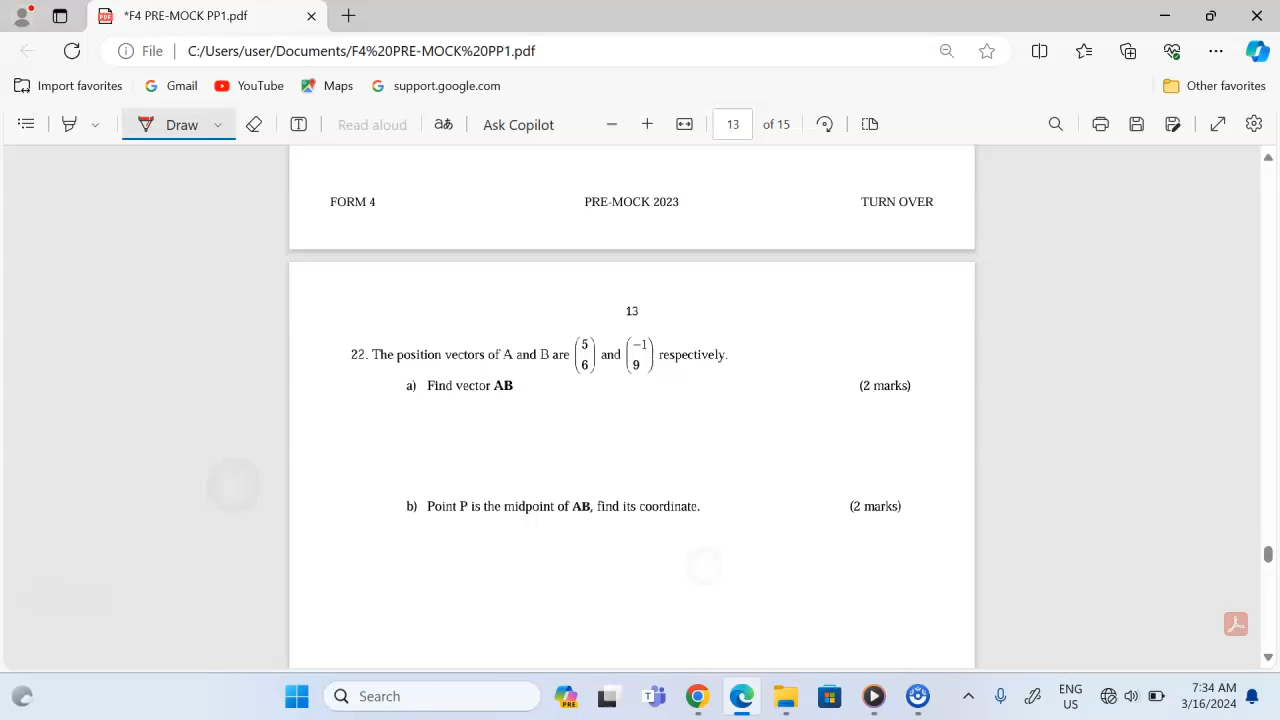 *F4 PRE-MOCK PP1.pdf
File | C:/Users/user/Documents/F4%20PRE-MOCK%20PP1.pdf
Import favorites Gmail YouTube Maps support.google.com Other favorites
Draw Read aloud aあ Ask Copilot 13 of 15
FORM 4 PRE-MOCK 2023 TURN OVER
13
22. The position vectors of A and B are (5 6) and (−1 9) respectively.
a) Find vector AB (2 marks)
b) Point P is the midpoint of AB, find its coordinate. (2 marks)
Search PRE ENG US 7:34 AM 3/16/2024